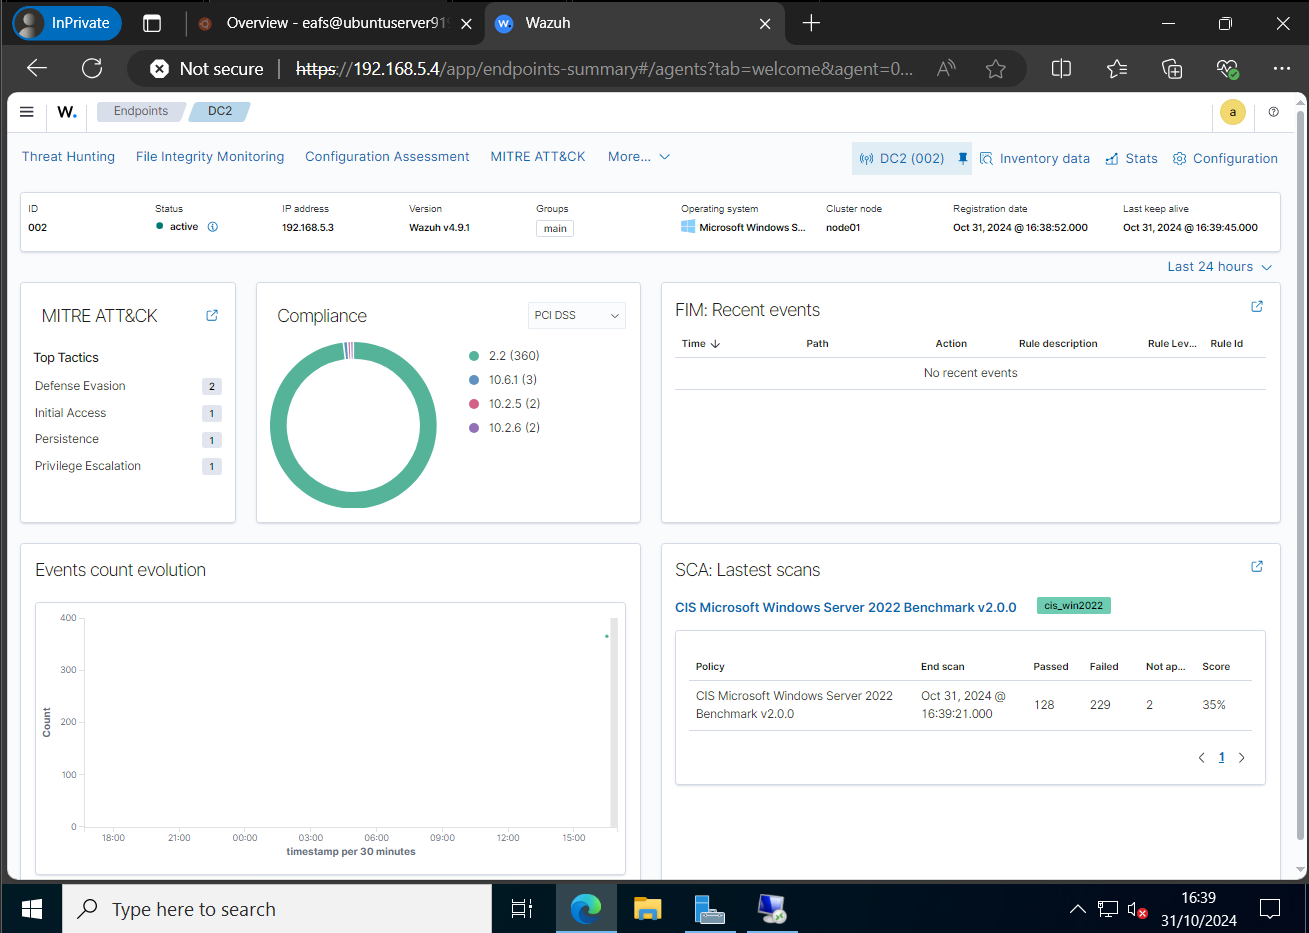 InPrivate
Overview - eafs@ubuntuserver91
Wazuh
Not secure
https://192.168.5.4/app/endpoints-summary#/agents?tab=welcome&agent=0...
W.
Endpoints
DC2
a
Threat Hunting
File Integrity Monitoring
Configuration Assessment
MITRE ATT&CK
More...
DC2 (002)
Inventory data
Stats
Configuration
ID
Status
IP address
Version
Groups
Operating system
Cluster node
Registration date
Last keep alive
002
active
192.168.5.3
Wazuh v4.9.1
main
Microsoft Windows S...
node01
Oct 31, 2024 @ 16:38:52.000
Oct 31, 2024 @ 16:39:45.000
Last 24 hours
MITRE ATT&CK
Top Tactics
Defense Evasion 2
Initial Access 1
Persistence 1
Privilege Escalation 1
Compliance
PCI DSS
2.2 (360)
10.6.1 (3)
10.2.5 (2)
10.2.6 (2)
FIM: Recent events
Time Path Action Rule description Rule Lev... Rule Id
No recent events
Events count evolution
400
300
200
100
0
Count
18:00 21:00 00:00 03:00 06:00 09:00 12:00 15:00
timestamp per 30 minutes
SCA: Lastest scans
CIS Microsoft Windows Server 2022 Benchmark v2.0.0
cis_win2022
Policy End scan Passed Failed Not ap... Score
CIS Microsoft Windows Server 2022 Oct 31, 2024 @
Benchmark v2.0.0 16:39:21.000 128 229 2 35%
1
Type here to search
16:39
31/10/2024